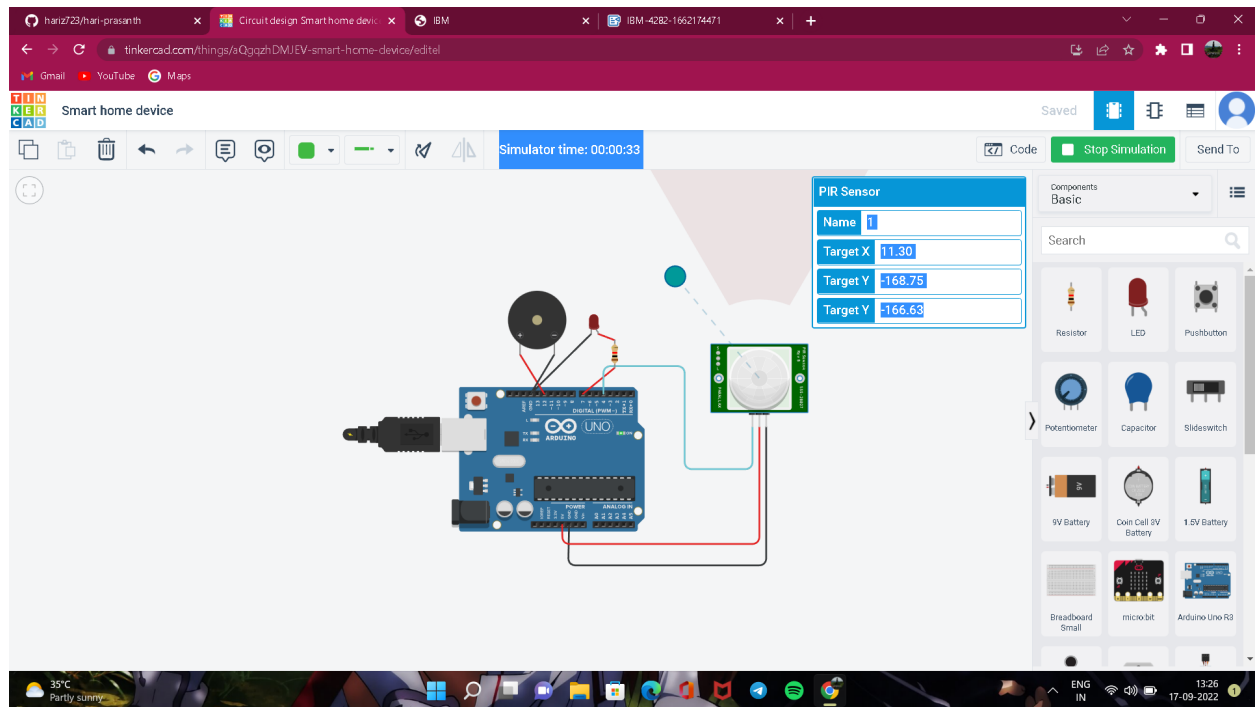 hariz723/hari-prasanth
Circuit design Smart home device
IBM
IBM-4282-1662174471
tinkercad.com/things/aQgqzhDMJEV-smart-home-device/editel
Gmail
YouTube
Maps
TIN
KER
CAD
Smart home device
Saved
Simulator time: 00:00:33
Code
Stop Simulation
Send To
PIR Sensor
Name 1
Target X 11.30
Target Y -168.75
Target Y -166.63
Components
Basic
Search
Resistor
LED
Pushbutton
Potentiometer
Capacitor
Slideswitch
9V Battery
Coin Cell 3V
Battery
1.5V Battery
Breadboard
Small
micro:bit
Arduino Uno R3
DIGITAL (PWM~)
UNO
ARDUINO
POWER
ANALOG IN
35°C
Partly sunny
ENG
IN
13:26
17-09-2022
1